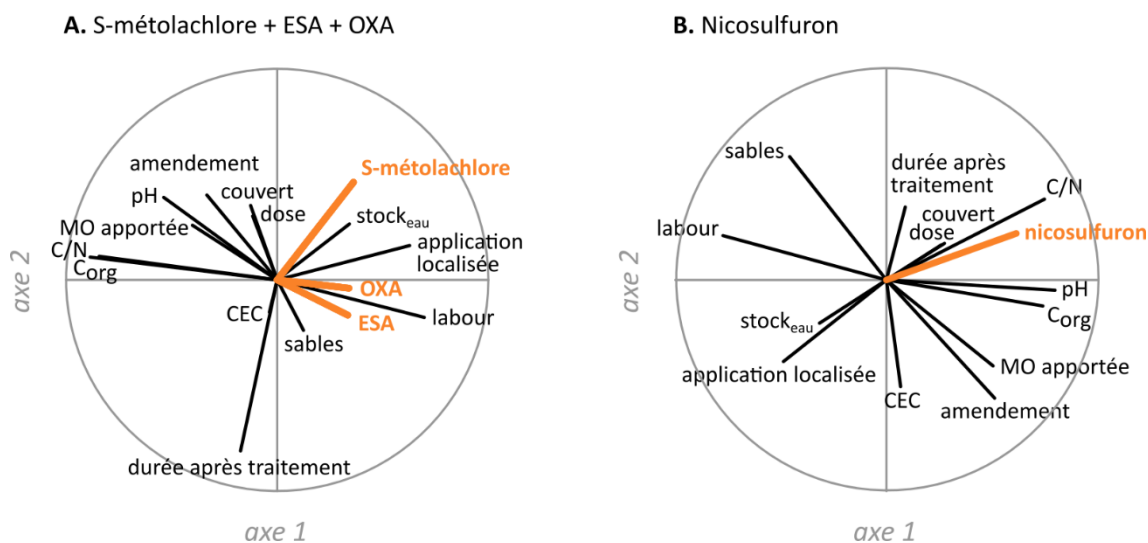 A. S-métolachlore + ESA + OXA
amendement
S-métolachlore
pH
couvert
dose
MO apportée
stockeau
C/N
Corg
application
localisée
OXA
CEC
ESA
labour
sables
durée après traitement
axe 2
axe 1
B. Nicosulfuron
sables
durée après
traitement
C/N
couvert
dose
labour
nicosulfuron
pH
stockeau
Corg
application localisée
MO apportée
CEC
amendement
axe 2
axe 1